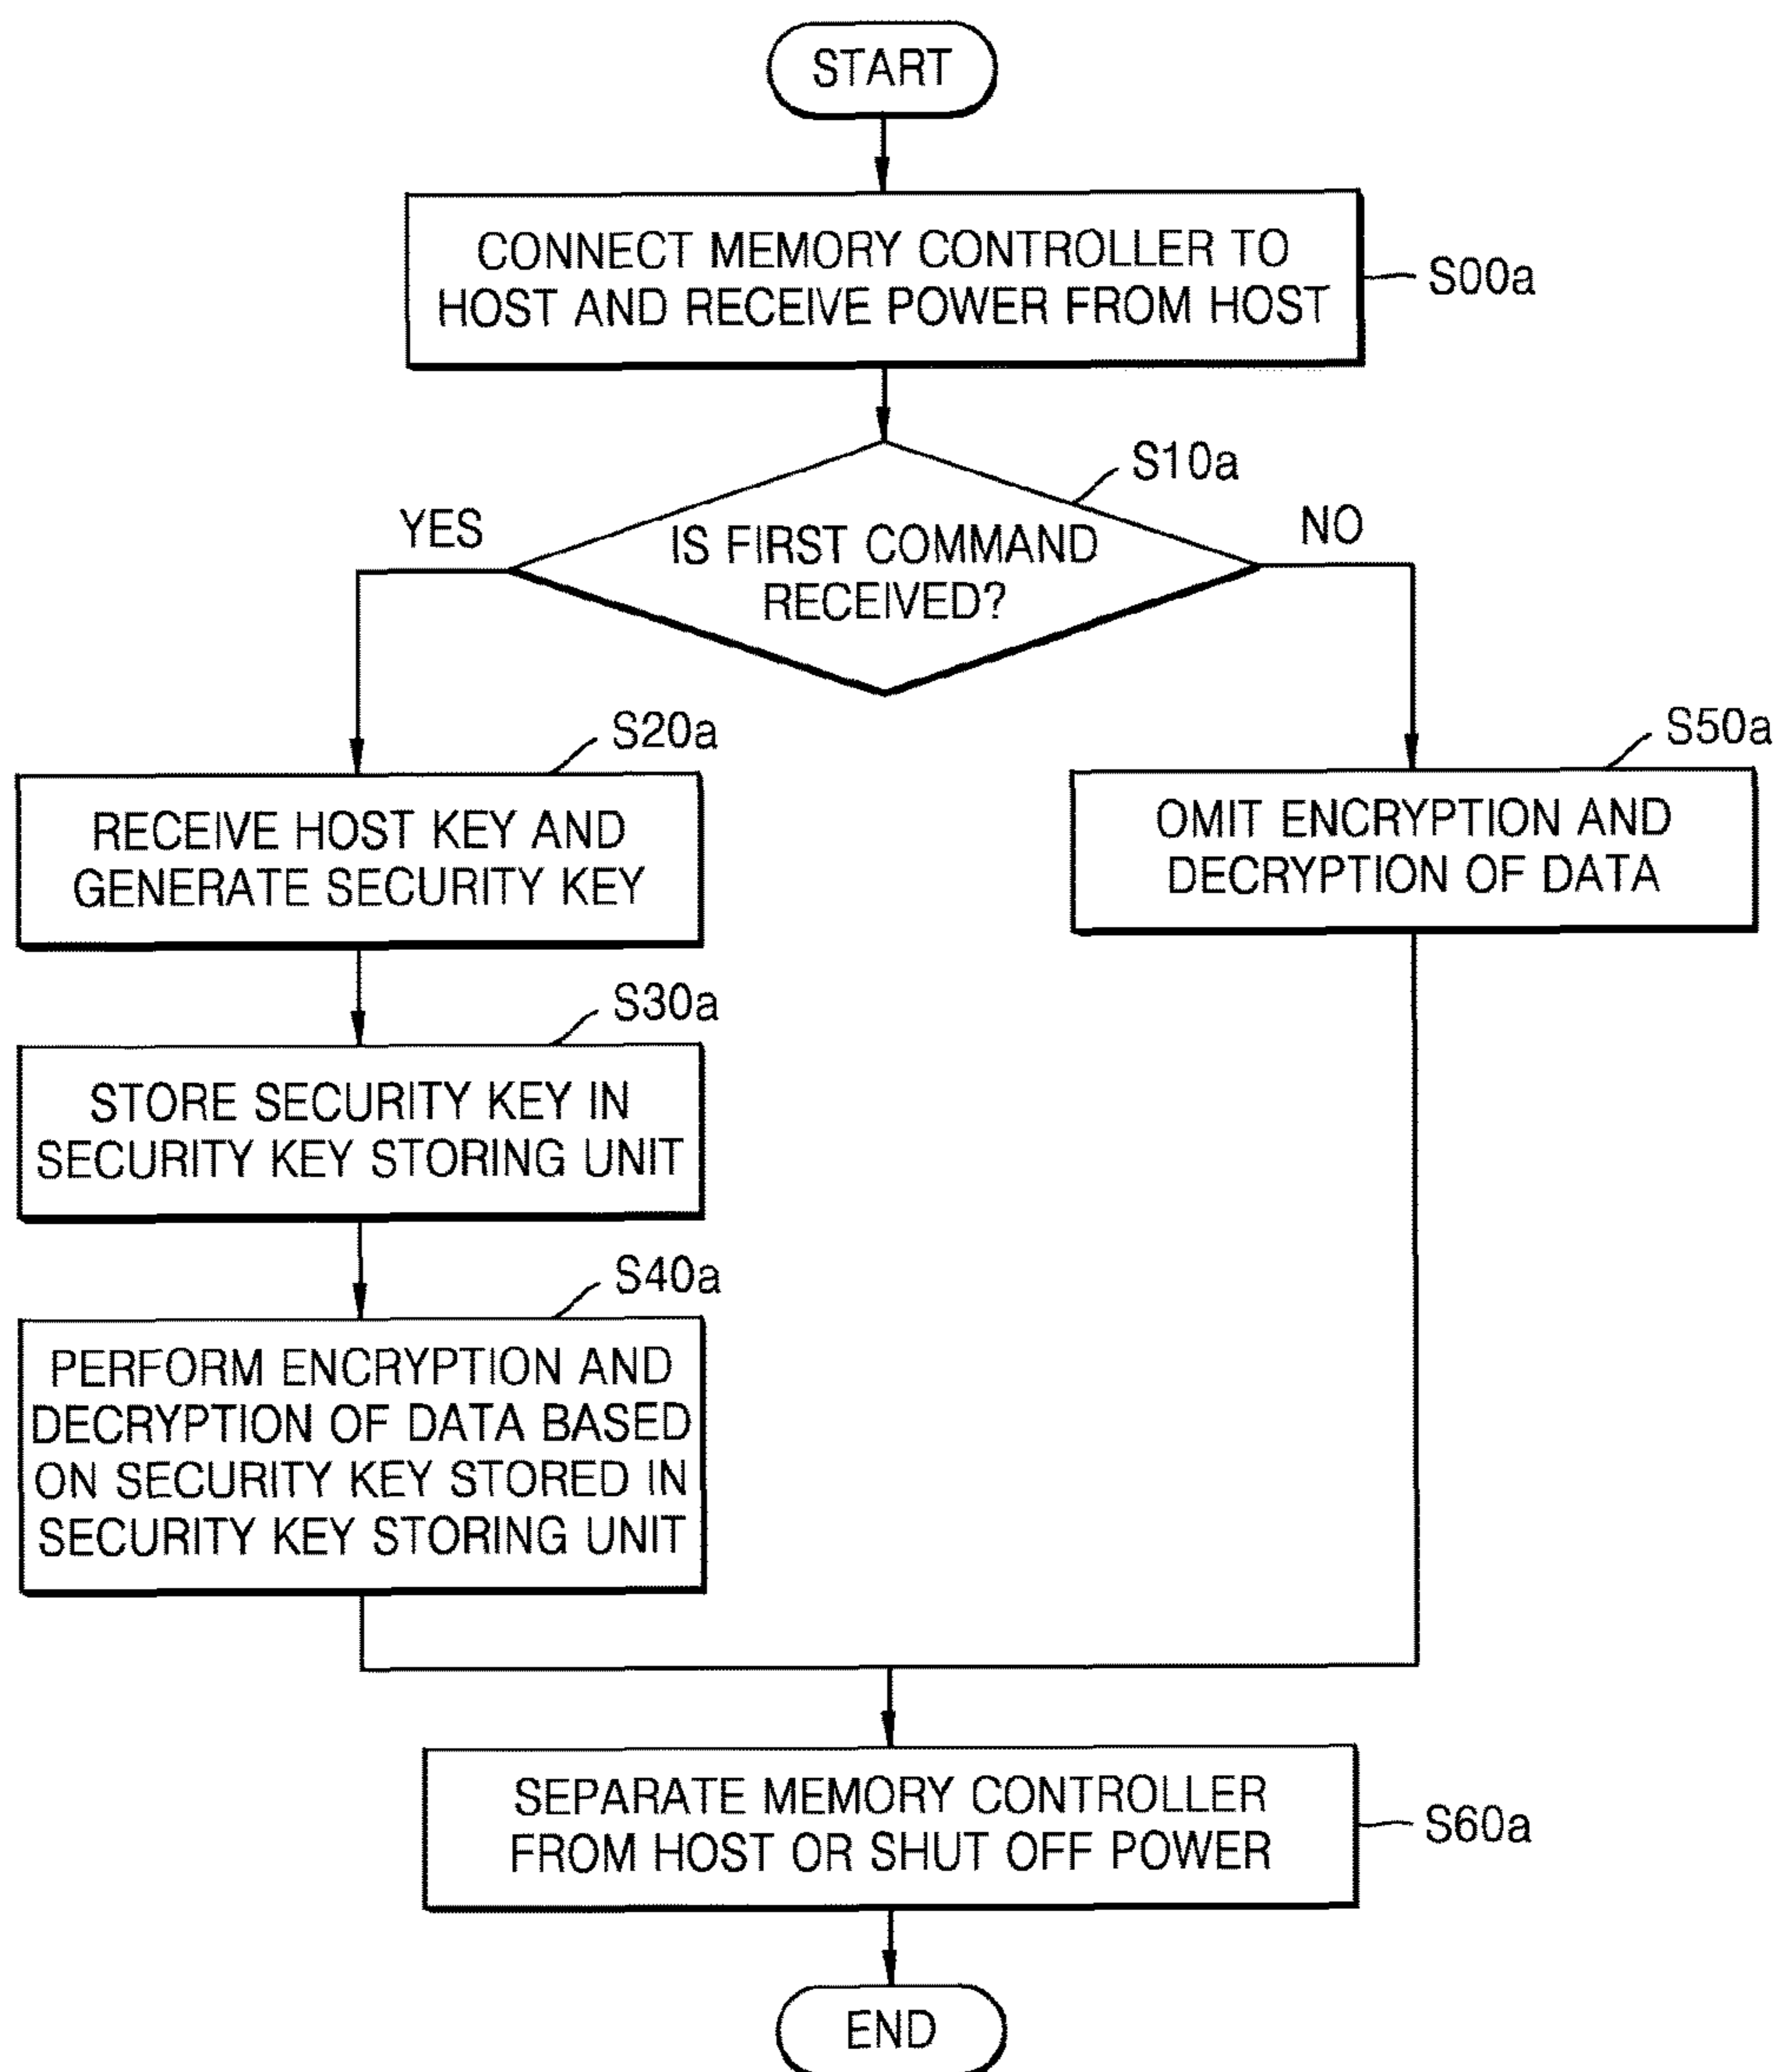 START
CONNECT MEMORY CONTROLLER TO
HOST AND RECEIVE POWER FROM HOST
S00a
S10a
YES
IS FIRST COMMAND
RECEIVED?
NO
S20a
RECEIVE HOST KEY AND
GENERATE SECURITY KEY
S50a
OMIT ENCRYPTION AND
DECRYPTION OF DATA
S30a
STORE SECURITY KEY IN
SECURITY KEY STORING UNIT
S40a
PERFORM ENCRYPTION AND
DECRYPTION OF DATA BASED
ON SECURITY KEY STORED IN
SECURITY KEY STORING UNIT
SEPARATE MEMORY CONTROLLER
FROM HOST OR SHUT OFF POWER
S60a
END